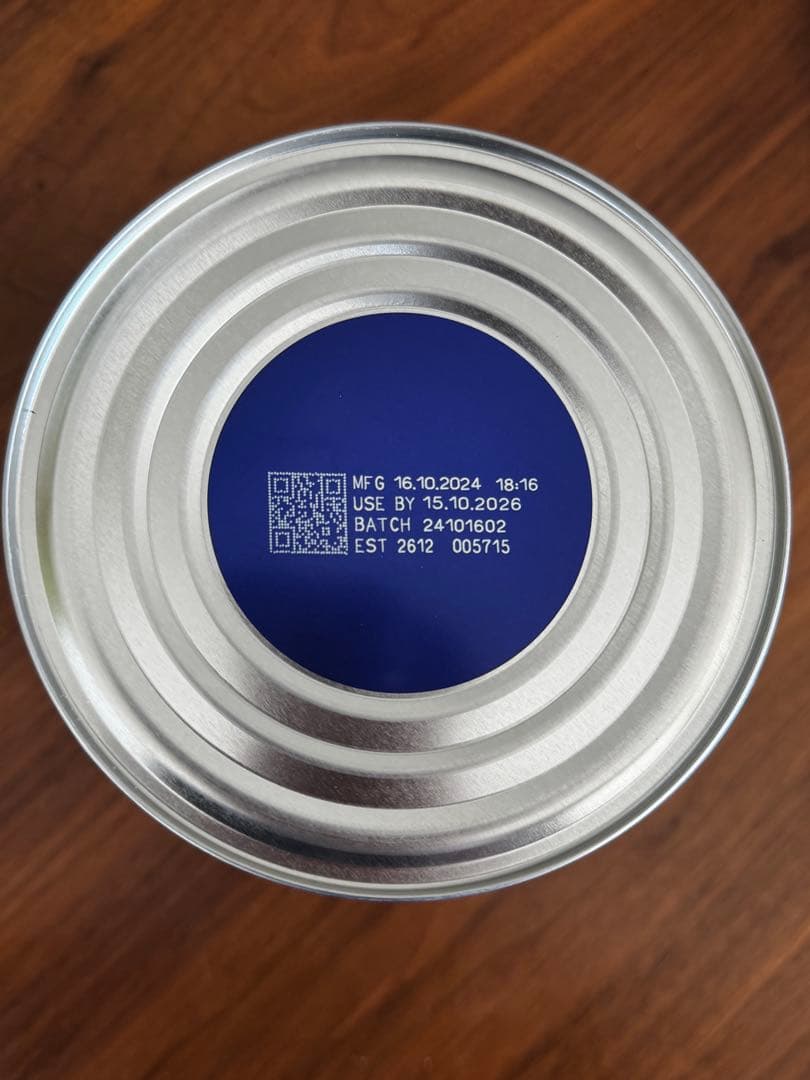 MFG 16.10.2024 18:16
USE BY 15.10.2026
BATCH 24101602
EST 2612 005715